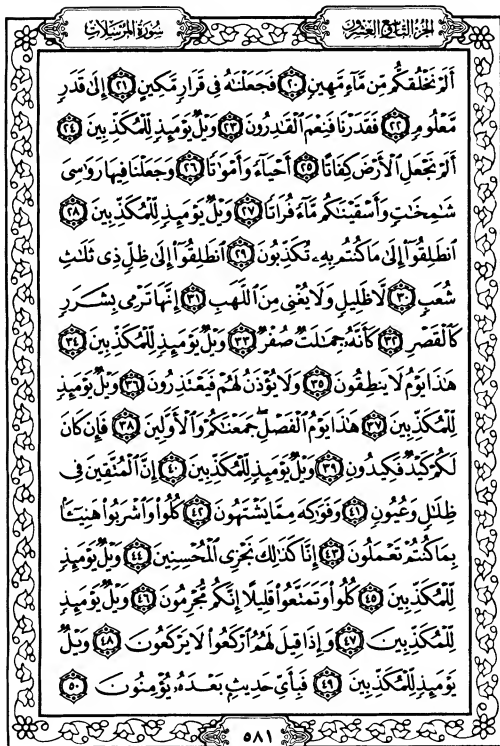 الجزء التاسع والعشرون
سورة المرسلات
أَلَمْ نَخْلُقكُّم مِّن مَّآءٍ مَّهِينٍ ٢٠ فَجَعَلْنَٰهُ فِى قَرَارٍ مَّكِينٍ ٢١ إِلَىٰ قَدَرٍ
مَّعْلُومٍ ٢٢ فَقَدَرْنَا فَنِعْمَ ٱلْقَٰدِرُونَ ٢٣ وَيْلٌ يَوْمَئِذٍ لِّلْمُكَذِّبِينَ ٢٤
أَلَمْ نَجْعَلِ ٱلْأَرْضَ كِفَاتًا ٢٥ أَحْيَآءً وَأَمْوَٰتًا ٢٦ وَجَعَلْنَا فِيهَا رَوَٰسِىَ
شَٰمِخَٰتٍ وَأَسْقَيْنَٰكُم مَّآءً فُرَاتًا ٢٧ وَيْلٌ يَوْمَئِذٍ لِّلْمُكَذِّبِينَ ٢٨
ٱنطَلِقُوٓا۟ إِلَىٰ مَا كُنتُم بِهِۦ تُكَذِّبُونَ ٢٩ ٱنطَلِقُوٓا۟ إِلَىٰ ظِلٍّ ذِى ثَلَٰثِ
شُعَبٍ ٣٠ لَّا ظَلِيلٍ وَلَا يُغْنِى مِنَ ٱللَّهَبِ ٣١ إِنَّهَا تَرْمِى بِشَرَرٍ
كَٱلْقَصْرِ ٣٢ كَأَنَّهُۥ جِمَٰلَتٌ صُفْرٌ ٣٣ وَيْلٌ يَوْمَئِذٍ لِّلْمُكَذِّبِينَ ٣٤
هَٰذَا يَوْمُ لَا يَنطِقُونَ ٣٥ وَلَا يُؤْذَنُ لَهُمْ فَيَعْتَذِرُونَ ٣٦ وَيْلٌ يَوْمَئِذٍ
لِّلْمُكَذِّبِينَ ٣٧ هَٰذَا يَوْمُ ٱلْفَصْلِ ۖ جَمَعْنَٰكُمْ وَٱلْأَوَّلِينَ ٣٨ فَإِن كَانَ
لَكُمْ كَيْدٌ فَكِيدُونِ ٣٩ وَيْلٌ يَوْمَئِذٍ لِّلْمُكَذِّبِينَ ٤٠ إِنَّ ٱلْمُتَّقِينَ فِى
ظِلَٰلٍ وَعُيُونٍ ٤١ وَفَوَٰكِهَ مِمَّا يَشْتَهُونَ ٤٢ كُلُوا۟ وَٱشْرَبُوا۟ هَنِيٓـًٔۢا
بِمَا كُنتُمْ تَعْمَلُونَ ٤٣ إِنَّا كَذَٰلِكَ نَجْزِى ٱلْمُحْسِنِينَ ٤٤ وَيْلٌ يَوْمَئِذٍ
لِّلْمُكَذِّبِينَ ٤٥ كُلُوا۟ وَتَمَتَّعُوا۟ قَلِيلًا إِنَّكُم مُّجْرِمُونَ ٤٦ وَيْلٌ يَوْمَئِذٍ
لِّلْمُكَذِّبِينَ ٤٧ وَإِذَا قِيلَ لَهُمُ ٱرْكَعُوا۟ لَا يَرْكَعُونَ ٤٨ وَيْلٌ
يَوْمَئِذٍ لِّلْمُكَذِّبِينَ ٤٩ فَبِأَىِّ حَدِيثٍۭ بَعْدَهُۥ يُؤْمِنُونَ ٥٠
٥٨١